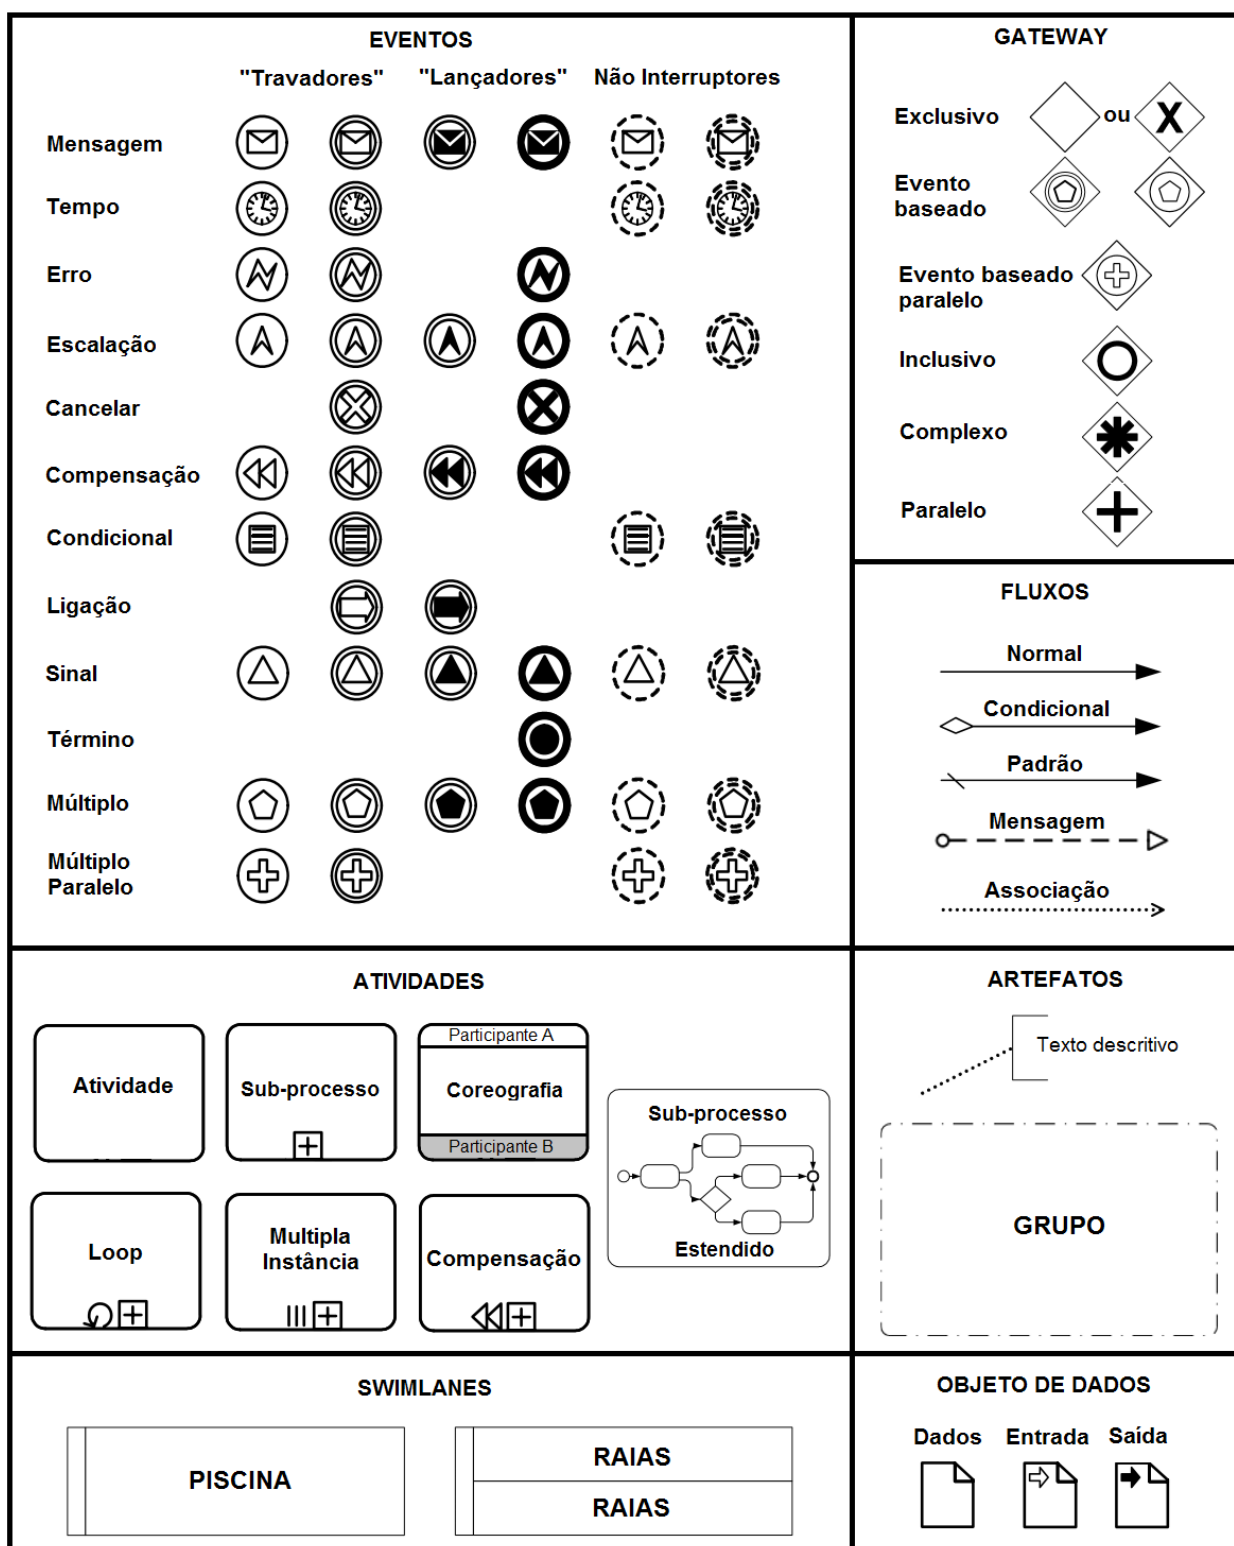 EVENTOS
"Travadores" "Lançadores" Não Interruptores
Mensagem
Tempo
Erro
Escalação
Cancelar
Compensação
Condicional
Ligação
Sinal
Término
Múltiplo
Múltiplo
Paralelo
GATEWAY
Exclusivo ou X
Evento
baseado
Evento baseado
paralelo
Inclusivo
Complexo
Paralelo
FLUXOS
Normal
Condicional
Padrão
Mensagem
Associação
ATIVIDADES
Atividade
Sub-processo
Participante A
Coreografia
Participante B
Sub-processo
Estendido
Loop
Multipla
Instância
Compensação
ARTEFATOS
Texto descritivo
GRUPO
SWIMLANES
PISCINA
RAIAS
RAIAS
OBJETO DE DADOS
Dados Entrada Saída